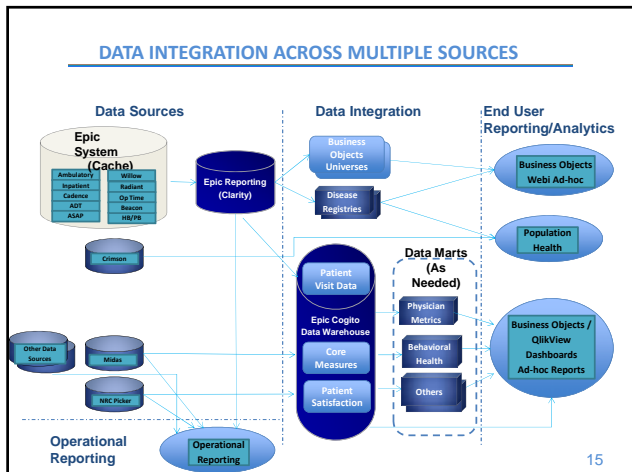 DATA INTEGRATION ACROSS MULTIPLE SOURCES
Data Sources
Data Integration
End User
Reporting/Analytics
Epic
System
(Cache)
Ambulatory
Inpatient
Cadence
ADT
ASAP
Willow
Radiant
Op Time
Beacon
HB/PB
Epic Reporting
(Clarity)
Business
Objects
Universes
Disease
Registries
Business Objects
Webi Ad-hoc
Crimson
Population
Health
Patient
Visit Data
Epic Cogito
Data Warehouse
Core
Measures
Patient
Satisfaction
Data Marts
(As
Needed)
Physician
Metrics
Behavioral
Health
Others
Business Objects /
QlikView
Dashboards
Ad-hoc Reports
Other Data
Sources
Midas
NRC Picker
Operational
Reporting
Operational
Reporting
15